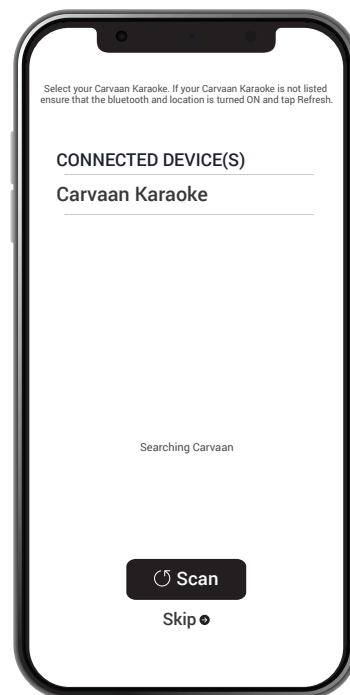 Select your Carvaan Karaoke. If your Carvaan Karaoke is not listed
ensure that the bluetooth and location is turned ON and tap Refresh.
CONNECTED DEVICE(S)
Carvaan Karaoke
Searching Carvaan
Scan
Skip